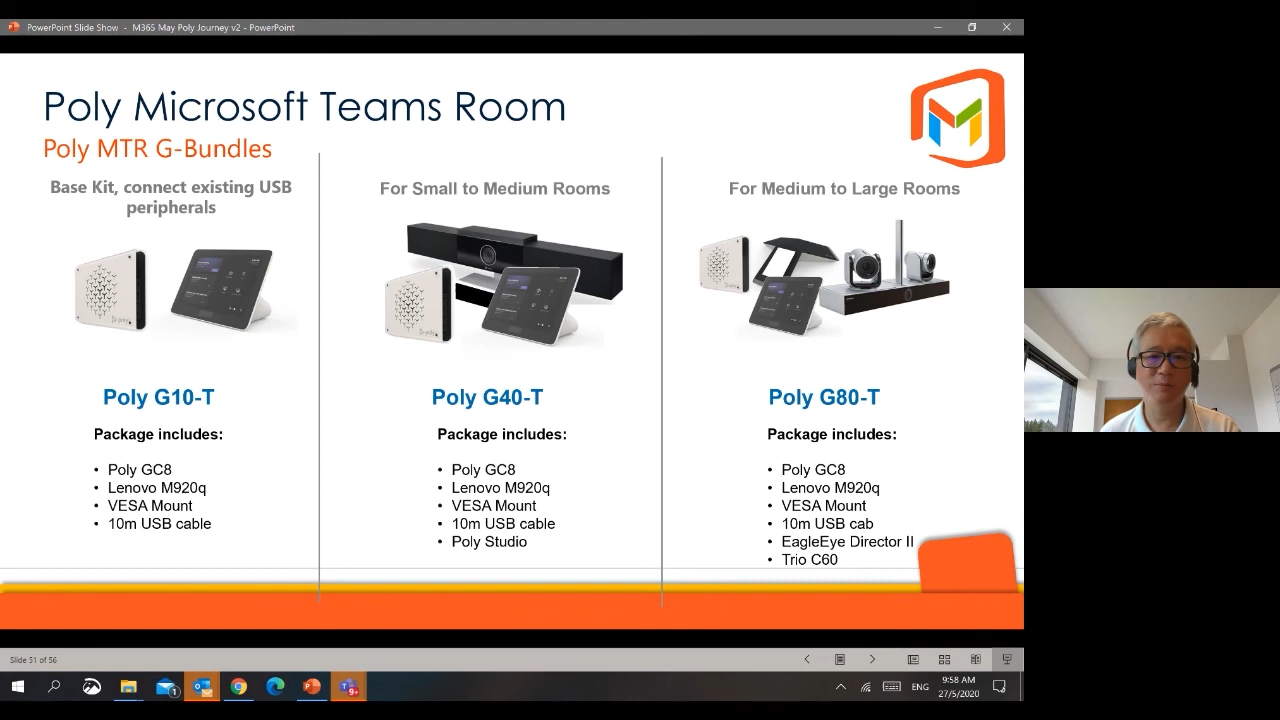 PowerPoint Slide Show - M365 May Poly Journey v2 - PowerPoint
Poly Microsoft Teams Room
Poly MTR G-Bundles
Base Kit, connect existing USB
peripherals
Poly G10-T
Package includes:
• Poly GC8
• Lenovo M920q
• VESA Mount
• 10m USB cable
For Small to Medium Rooms
Poly G40-T
Package includes:
• Poly GC8
• Lenovo M920q
• VESA Mount
• 10m USB cable
• Poly Studio
For Medium to Large Rooms
Poly G80-T
Package includes:
• Poly GC8
• Lenovo M920q
• VESA Mount
• 10m USB cab
• EagleEye Director II
• Trio C60
Slide 51 of 56
ENG
9:58 AM
27/5/2020